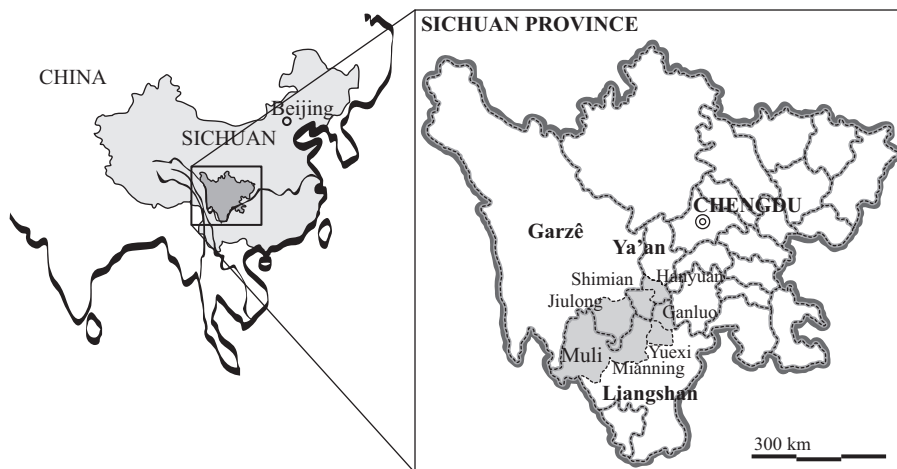 CHINA
Beijing
SICHUAN
SICHUAN PROVINCE
CHENGDU
Garzê
Ya’an
Shimian
Hanyuan
Jiulong
Ganluo
Muli
Yuexi
Mianning
Liangshan
300 km